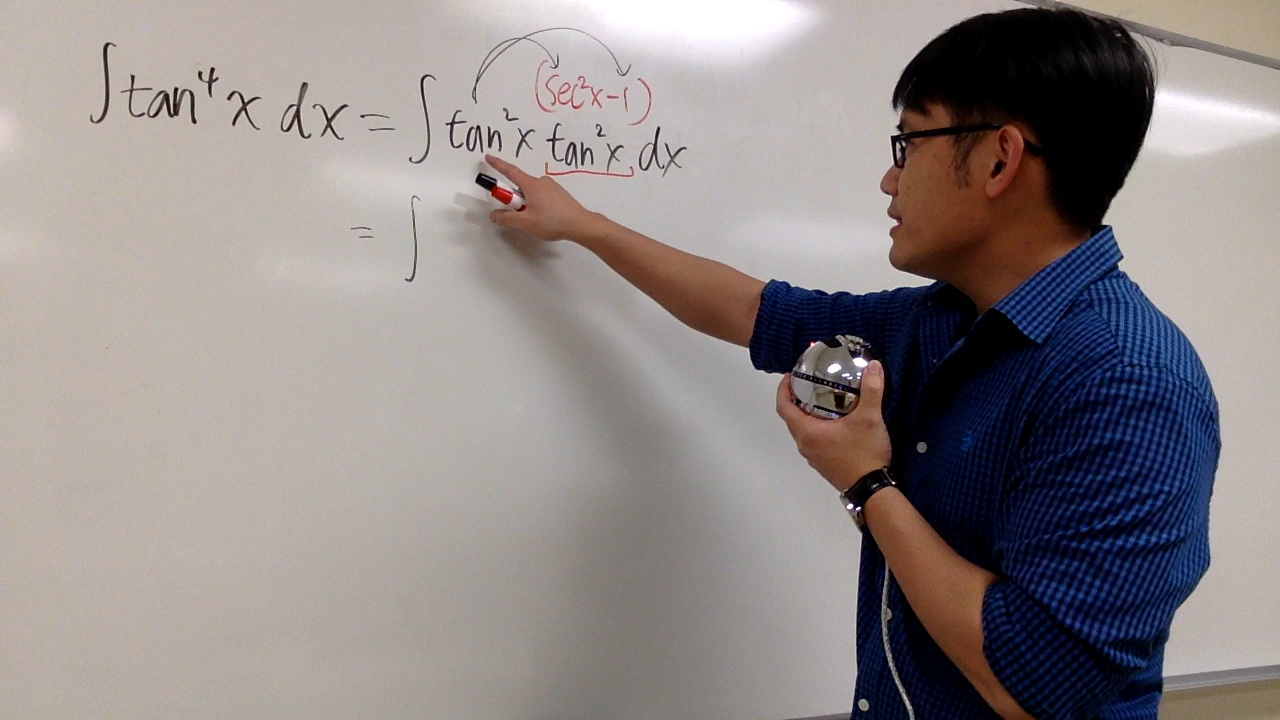 ∫tan⁴x dx = ∫tan²x tan²x dx
(sec²x-1)
= ∫